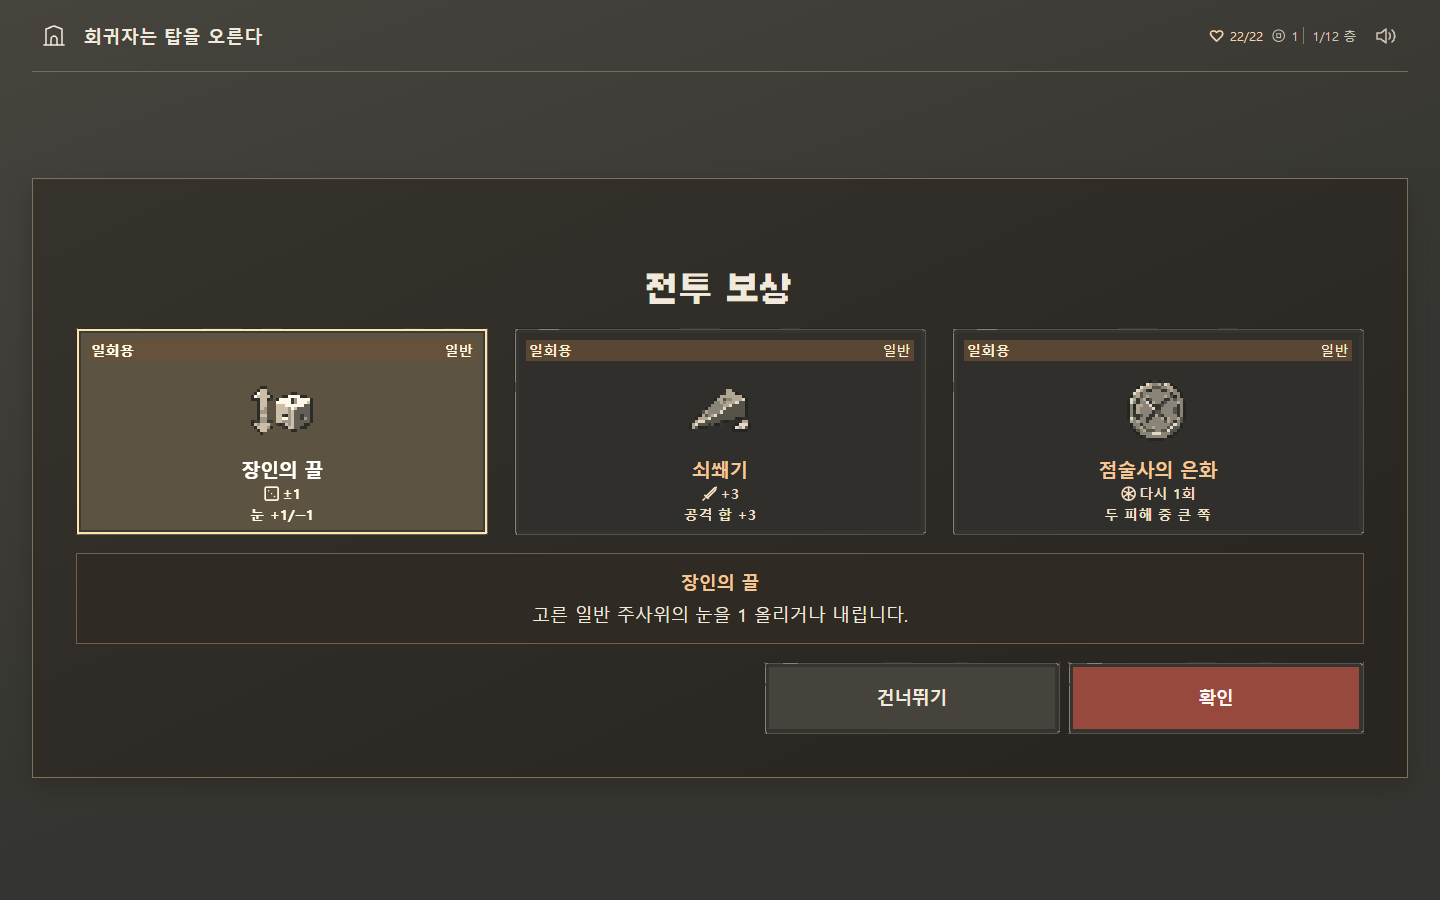 회귀자는 탑을 오른다
22/22 1 1/12 층
전투 보상
일회용 일반
장인의 끌
±1
눈 +1/−1
일회용 일반
쇠쐐기
+3
공격 합 +3
일회용 일반
점술사의 은화
다시 1회
두 피해 중 큰 쪽
장인의 끌
고른 일반 주사위의 눈을 1 올리거나 내립니다.
건너뛰기
확인